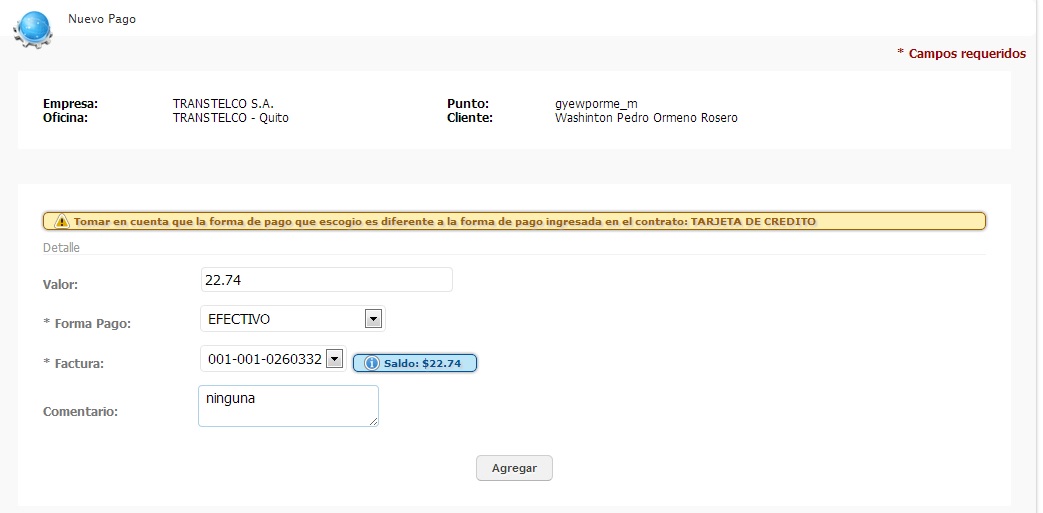 Nuevo Pago
* Campos requeridos
Empresa: TRANSTELCO S.A. Punto: gyewporme_m
Oficina: TRANSTELCO - Quito Cliente: Washinton Pedro Ormeno Rosero
Tomar en cuenta que la forma de pago que escogio es diferente a la forma de pago ingresada en el contrato: TARJETA DE CREDITO
Detalle
Valor: 22.74
* Forma Pago: EFECTIVO
* Factura: 001-001-0260332 Saldo: $22.74
Comentario: ninguna
Agregar